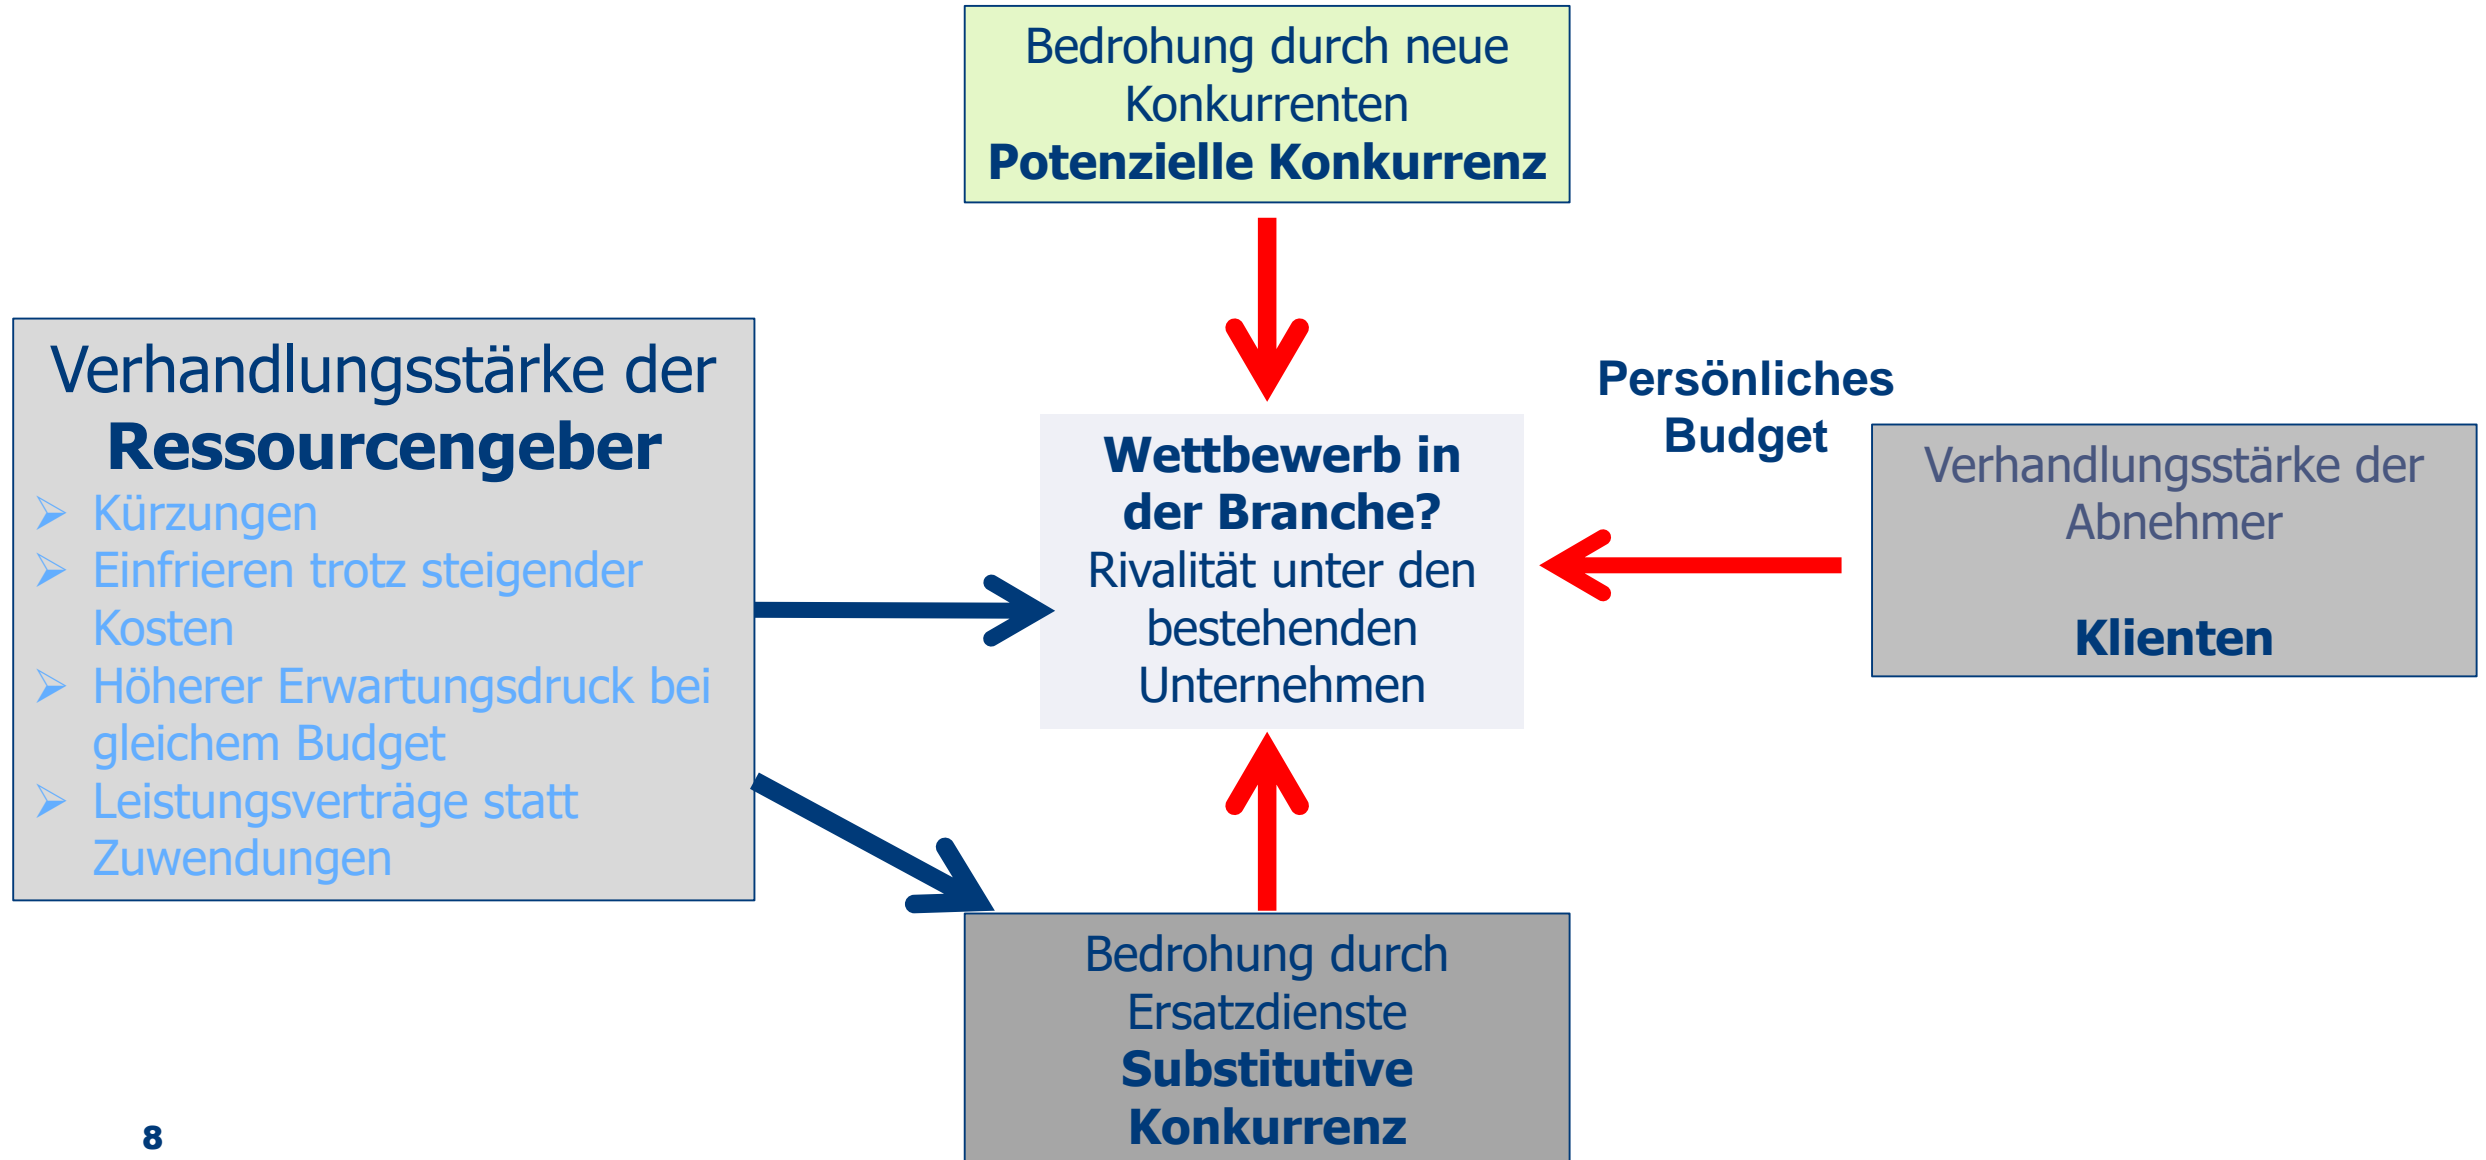 Bedrohung durch neue
Konkurrenten
Potenzielle Konkurrenz
Verhandlungsstärke der
Ressourcengeber
Kürzungen
Einfrieren trotz steigender
Kosten
Höherer Erwartungsdruck bei
gleichem Budget
Leistungsverträge statt
Zuwendungen
Wettbewerb in
der Branche?
Rivalität unter den
bestehenden
Unternehmen
Persönliches
Budget
Verhandlungsstärke der
Abnehmer
Klienten
Bedrohung durch
Ersatzdienste
Substitutive
Konkurrenz
8